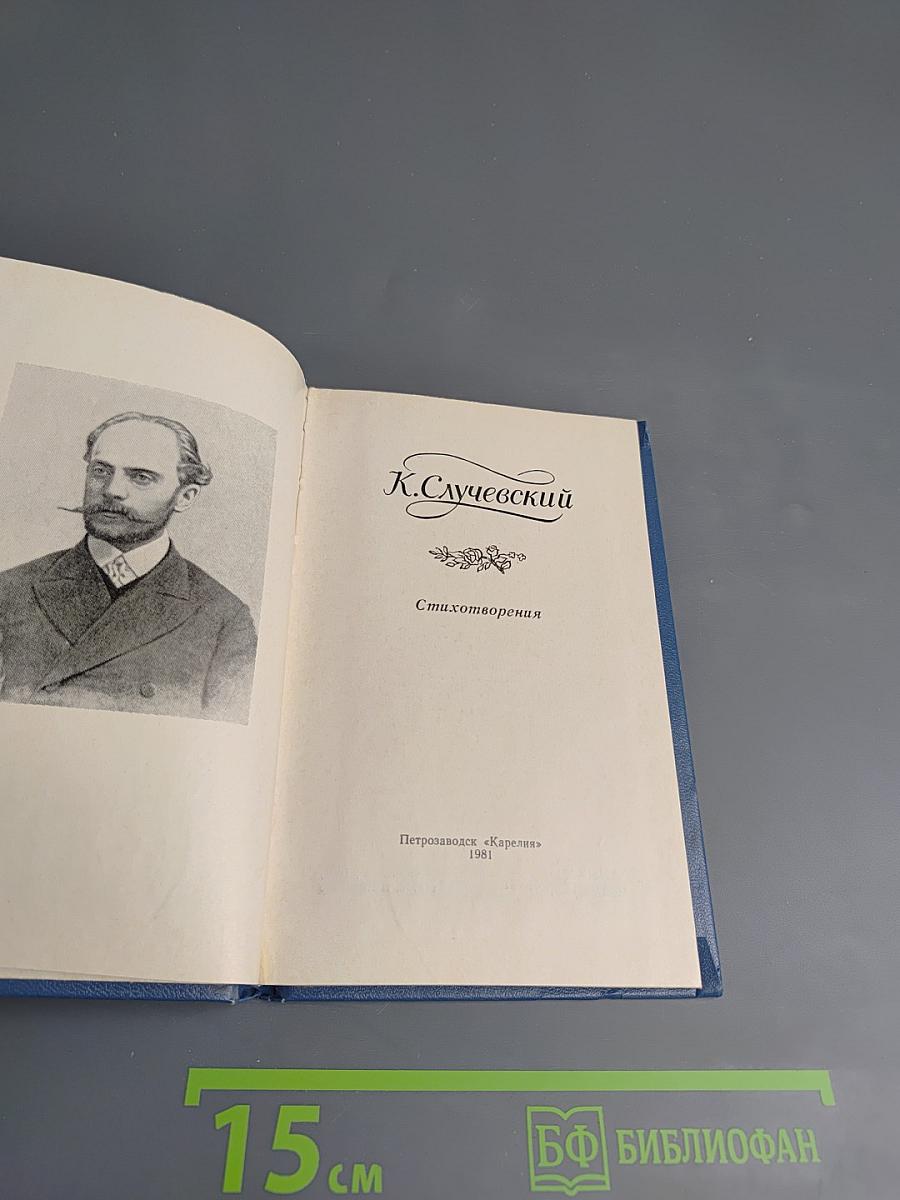 К. Случевский
Стихотворения
Петрозаводск «Карелия»
1981
15 см
БФ БИБЛИОФАН